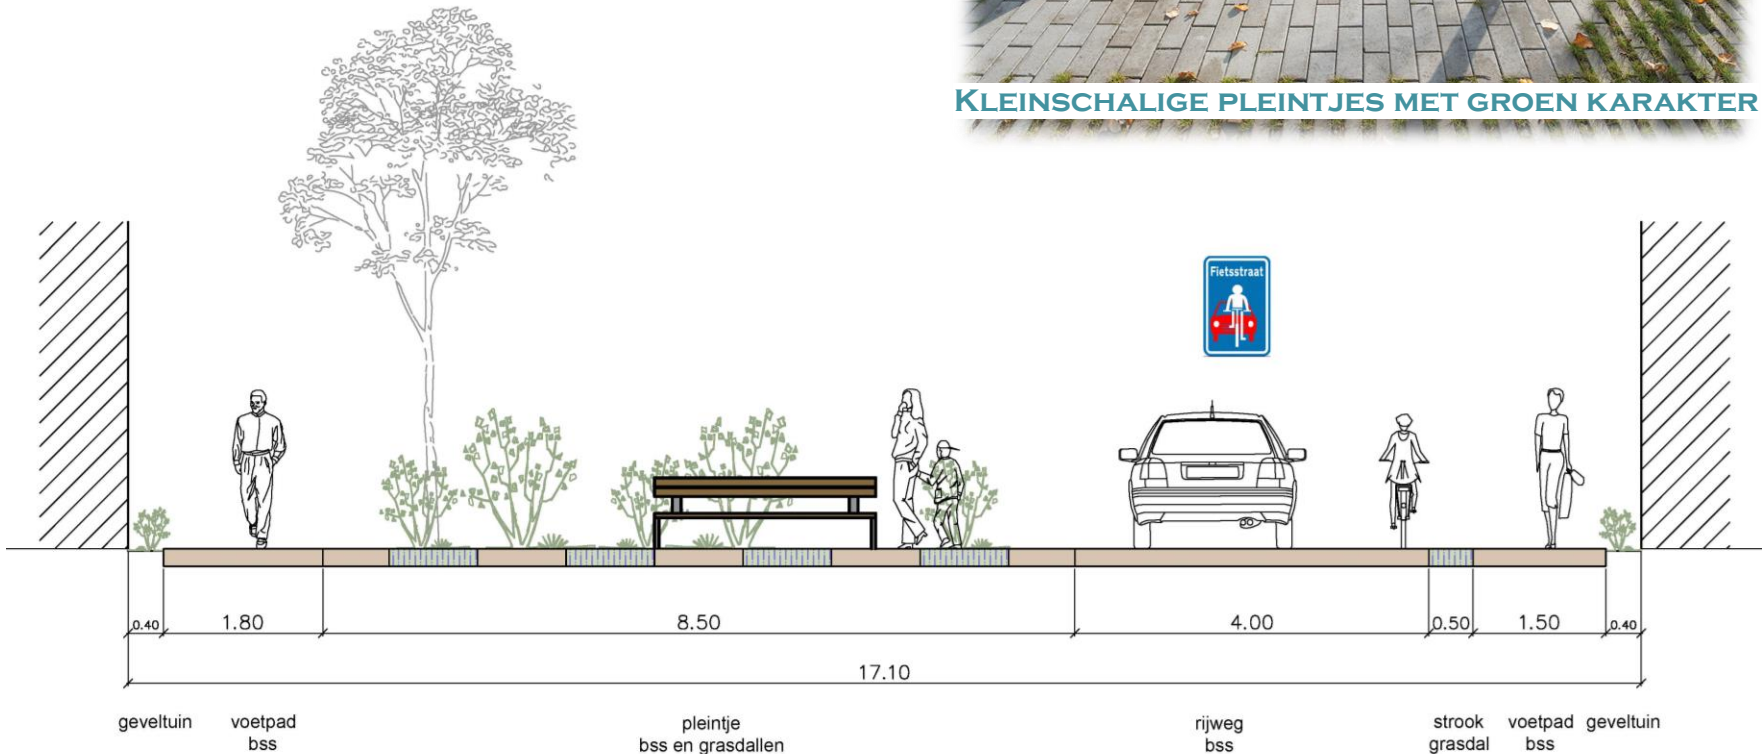 KLEINSCHALIGE PLEINTJES MET GROEN KARAKTER
Fietsstraat
0.40 1.80 8.50 4.00 0.50 1.50 0.40
17.10
geveltuin voetpad pleintje rijweg strook voetpad geveltuin
bss bss en grasdallen bss grasdal bss